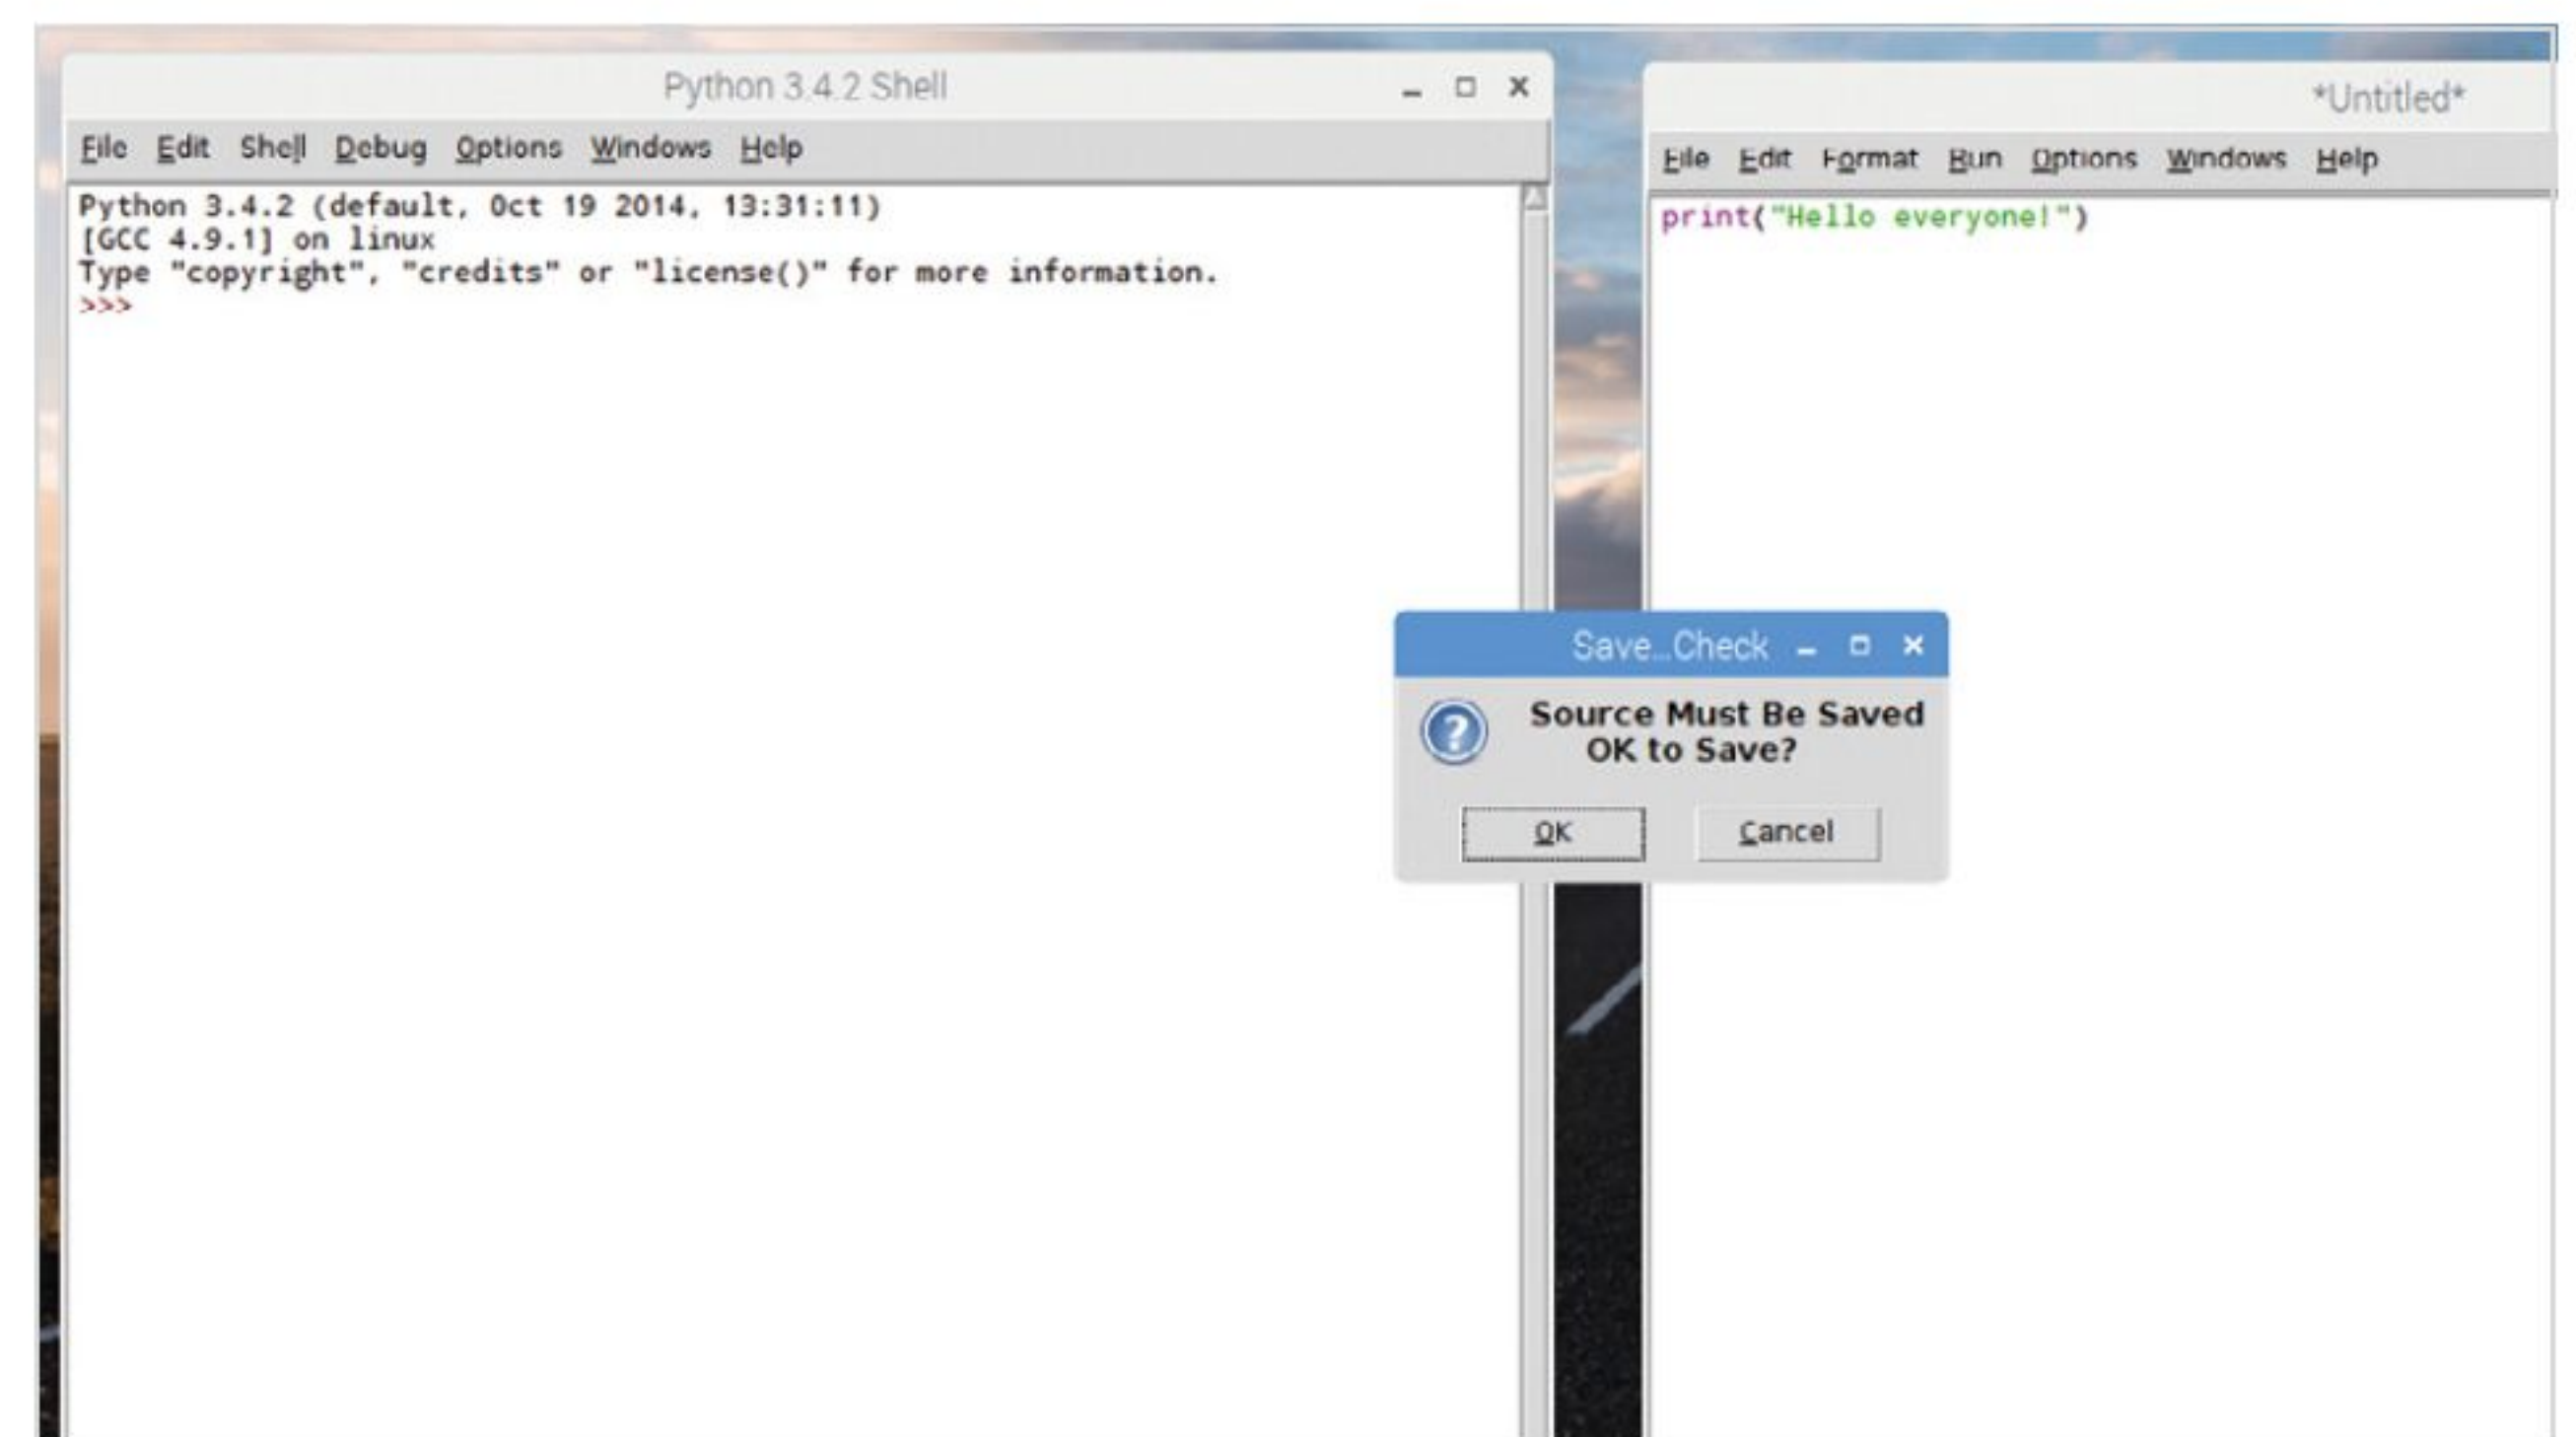 Python 3.4.2 Shell
File Edit Shell Debug Options Windows Help
Python 3.4.2 (default, Oct 19 2014, 13:31:11)
[GCC 4.9.1] on linux
Type "copyright", "credits" or "license()" for more information.
>>>
*Untitled*
File Edit Format Run Options Windows Help
print("Hello everyone!")
Save...Check
Source Must Be Saved
OK to Save?
OK Cancel